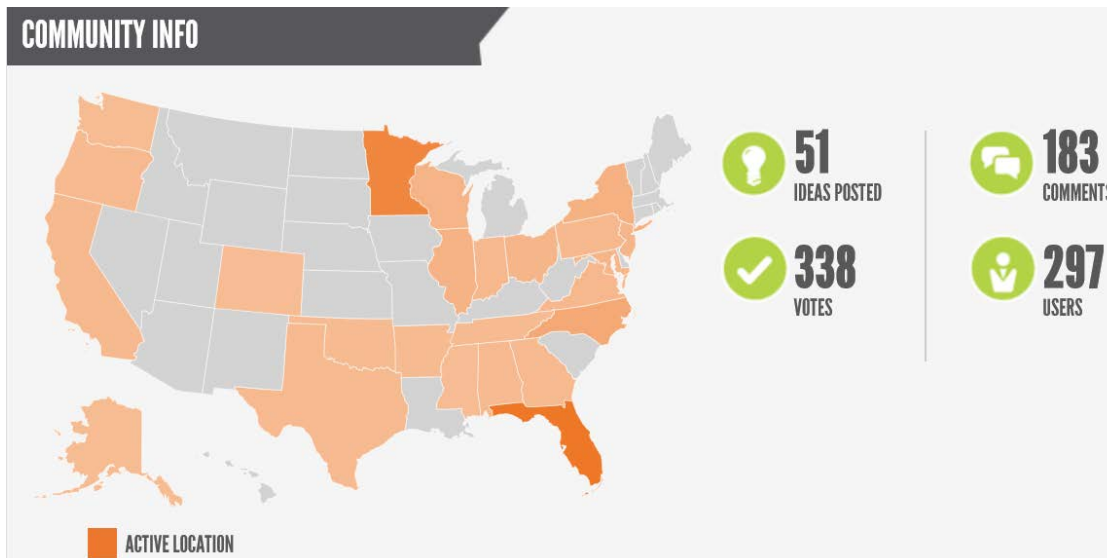 COMMUNITY INFO
51
IDEAS POSTED
183
COMMENTS
338
VOTES
297
USERS
ACTIVE LOCATION